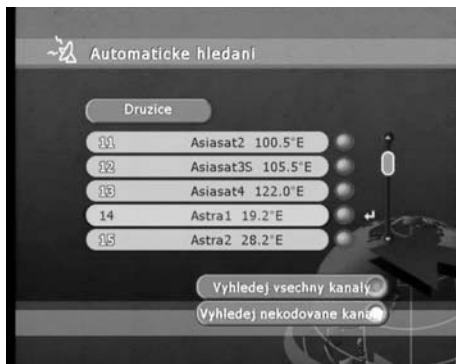 Automaticke hledani
Druzice
11 Asiasat2 100.5°E
12 Asiasat3S 105.5°E
13 Asiasat4 122.0°E
14 Astra1 19.2°E
15 Astra2 28.2°E
Vyhledej vsechny kanaly
Vyhledej nekodovane kana